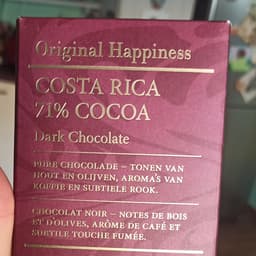 Original Happiness
COSTA RICA
71% COCOA
Dark Chocolate
PURE CHOCOLADE – TONEN VAN
HOUT EN OLIJVEN, AROMA'S VAN
KOFFIE EN SUBTIELE ROOK.
CHOCOLAT NOIR – NOTES DE BOIS
ET D'OLIVES, ARÔME DE CAFÉ ET
SUBTILE TOUCHE FUMÉE.